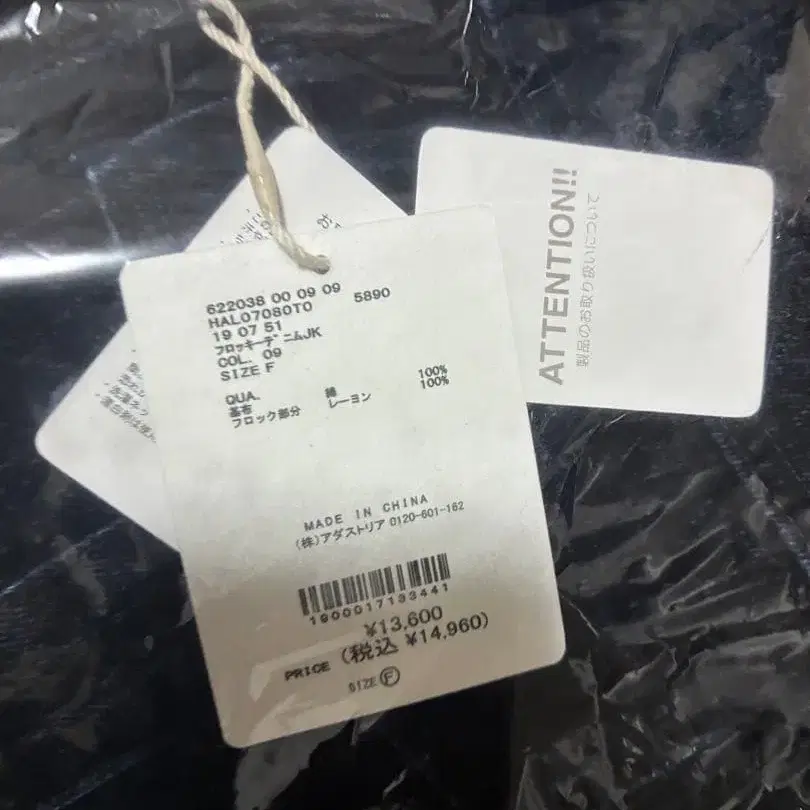 622038 00 09 09
HAL07080T0 5890
19 07 51
フロッキーデニムJK
COL. 09
SIZE F
QUA.
基布 綿 100%
フロック部分 レーヨン 100%
MADE IN CHINA
(株)アダストリア 0120-601-162
1900017133441
¥13,600
PRICE (税込 ¥14,960)
SIZE F
ATTENTION!!
製品のお取り扱いについて